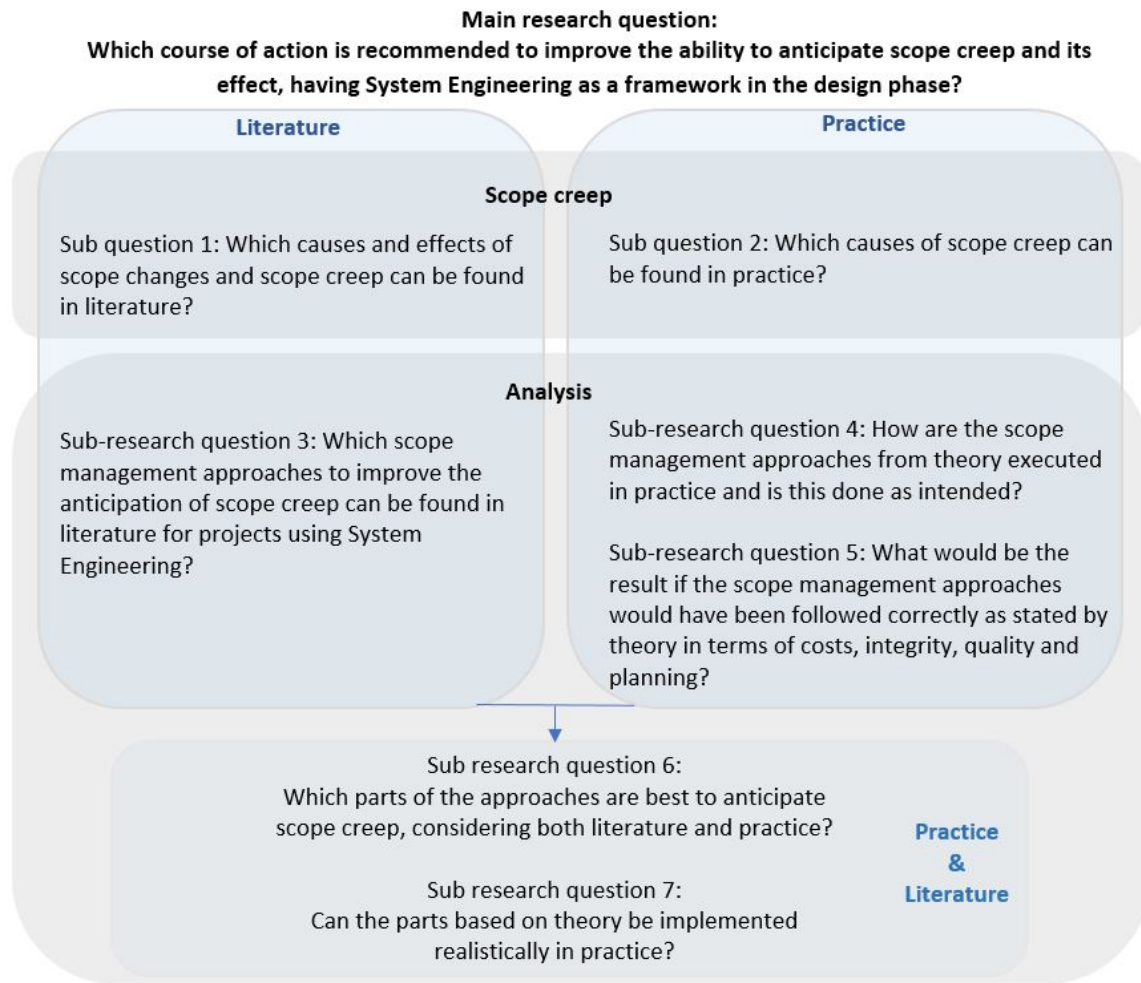 Main research question:
Which course of action is recommended to improve the ability to anticipate scope creep and its
effect, having System Engineering as a framework in the design phase?
Literature
Practice
Scope creep
Sub question 1: Which causes and effects of
scope changes and scope creep can be found
in literature?
Sub question 2: Which causes of scope creep can
be found in practice?
Analysis
Sub-research question 3: Which scope
management approaches to improve the
anticipation of scope creep can be found in
literature for projects using System
Engineering?
Sub-research question 4: How are the scope
management approaches from theory executed
in practice and is this done as intended?
Sub-research question 5: What would be the
result if the scope management approaches
would have been followed correctly as stated by
theory in terms of costs, integrity, quality and
planning?
Sub research question 6:
Which parts of the approaches are best to anticipate
scope creep, considering both literature and practice?
Sub research question 7:
Can the parts based on theory be implemented
realistically in practice?
Practice
&
Literature